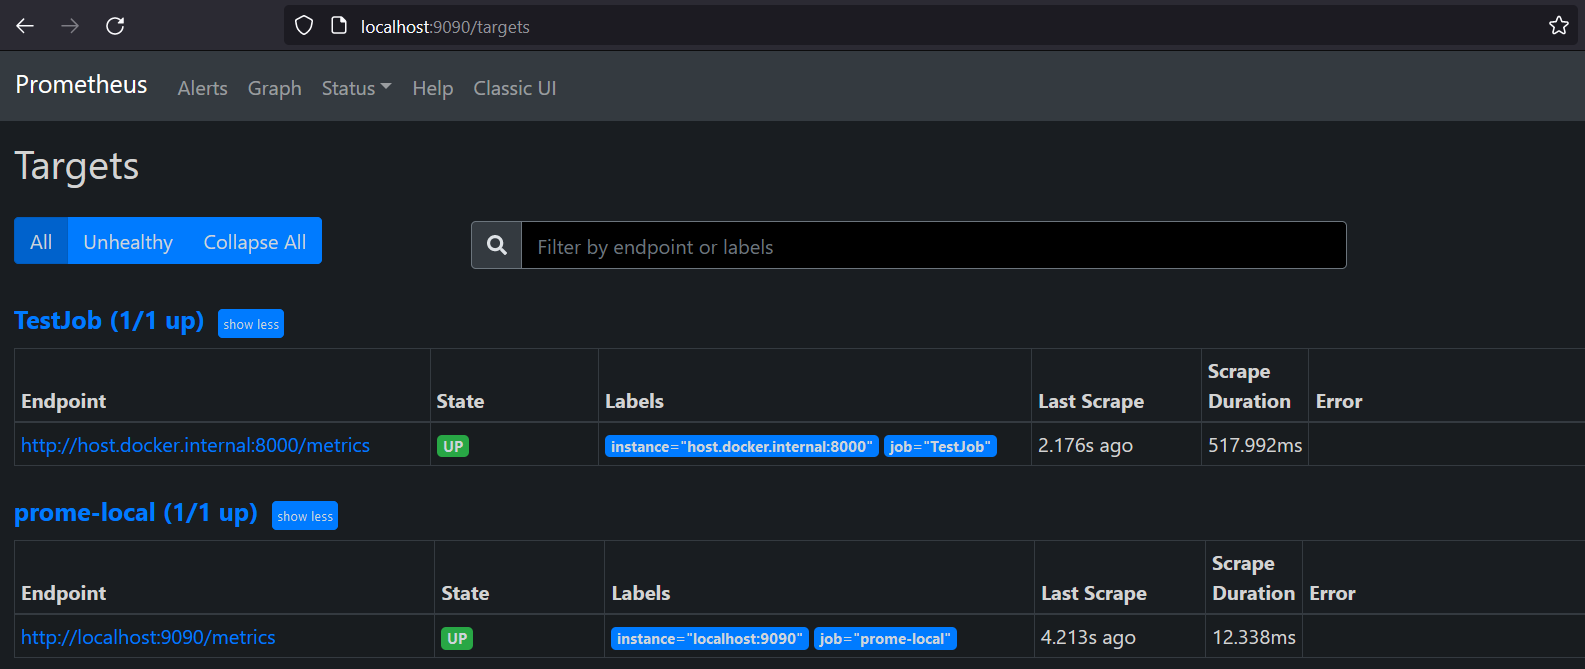 localhost:9090/targets
Prometheus Alerts Graph Status Help Classic UI
Targets
All Unhealthy Collapse All Filter by endpoint or labels
TestJob (1/1 up) show less
Endpoint State Labels Last Scrape Scrape Duration Error
http://host.docker.internal:8000/metrics UP instance="host.docker.internal:8000" job="TestJob" 2.176s ago 517.992ms
prome-local (1/1 up) show less
Endpoint State Labels Last Scrape Scrape Duration Error
http://localhost:9090/metrics UP instance="localhost:9090" job="prome-local" 4.213s ago 12.338ms